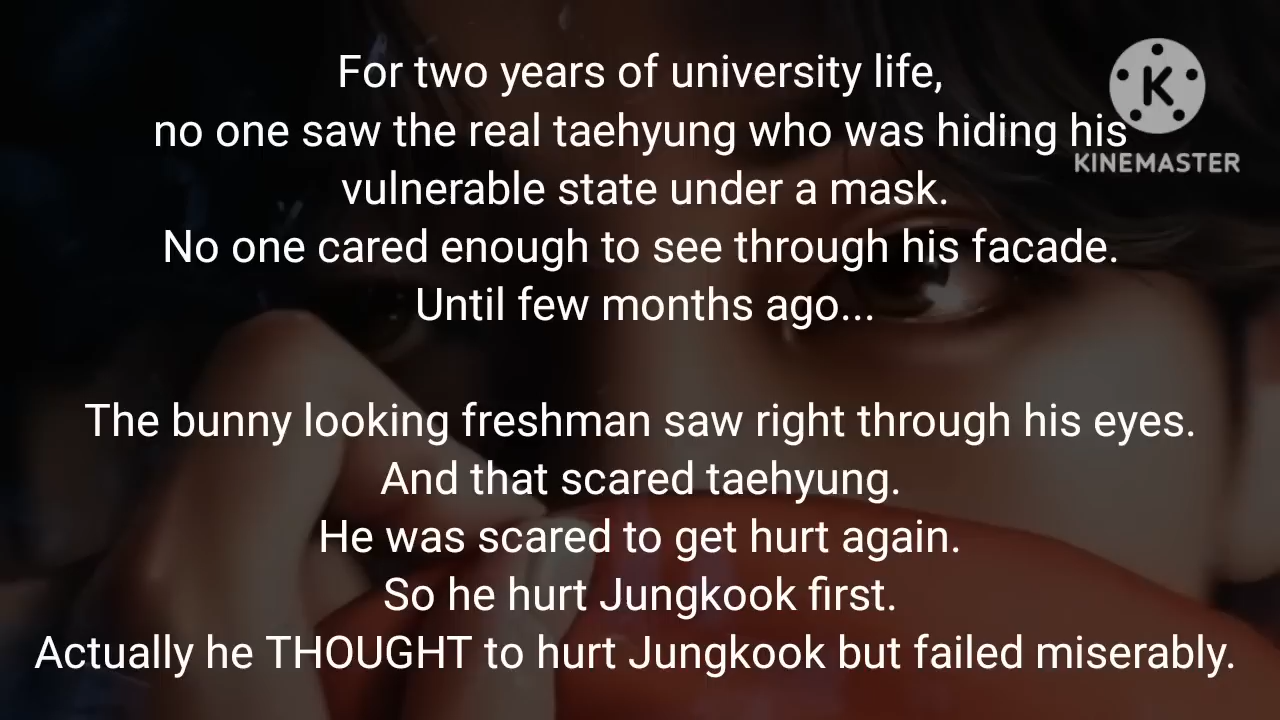 For two years of university life,
no one saw the real taehyung who was hiding his
vulnerable state under a mask.
No one cared enough to see through his facade.
Until few months ago...
The bunny looking freshman saw right through his eyes.
And that scared taehyung.
He was scared to get hurt again.
So he hurt Jungkook first.
Actually he THOUGHT to hurt Jungkook but failed miserably.
K
KINEMASTER